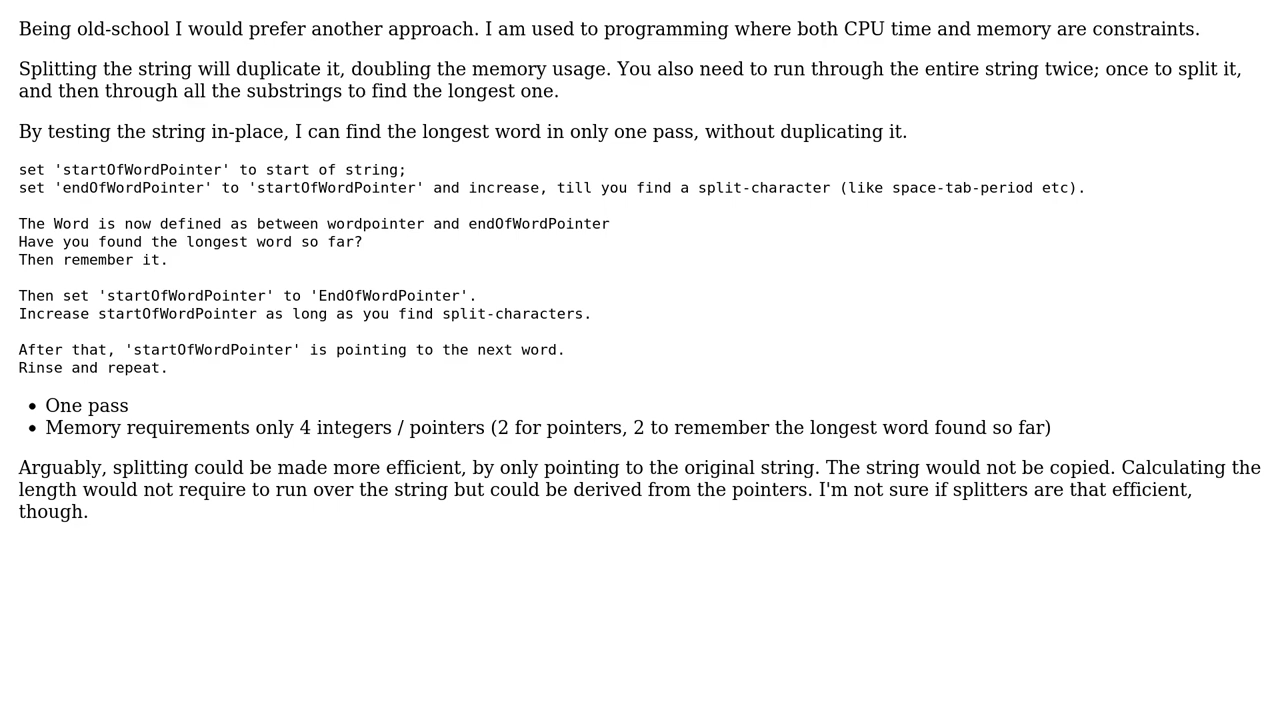 Being old-school I would prefer another approach. I am used to programming where both CPU time and memory are constraints.
Splitting the string will duplicate it, doubling the memory usage. You also need to run through the entire string twice; once to split it,
and then through all the substrings to find the longest one.
By testing the string in-place, I can find the longest word in only one pass, without duplicating it.
set 'startOfWordPointer' to start of string;
set 'endOfWordPointer' to 'startOfWordPointer' and increase, till you find a split-character (like space-tab-period etc).
The Word is now defined as between wordpointer and endOfWordPointer
Have you found the longest word so far?
Then remember it.
Then set 'startOfWordPointer' to 'EndOfWordPointer'.
Increase startOfWordPointer as long as you find split-characters.
After that, 'startOfWordPointer' is pointing to the next word.
Rinse and repeat.
• One pass
• Memory requirements only 4 integers / pointers (2 for pointers, 2 to remember the longest word found so far)
Arguably, splitting could be made more efficient, by only pointing to the original string. The string would not be copied. Calculating the
length would not require to run over the string but could be derived from the pointers. I'm not sure if splitters are that efficient,
though.